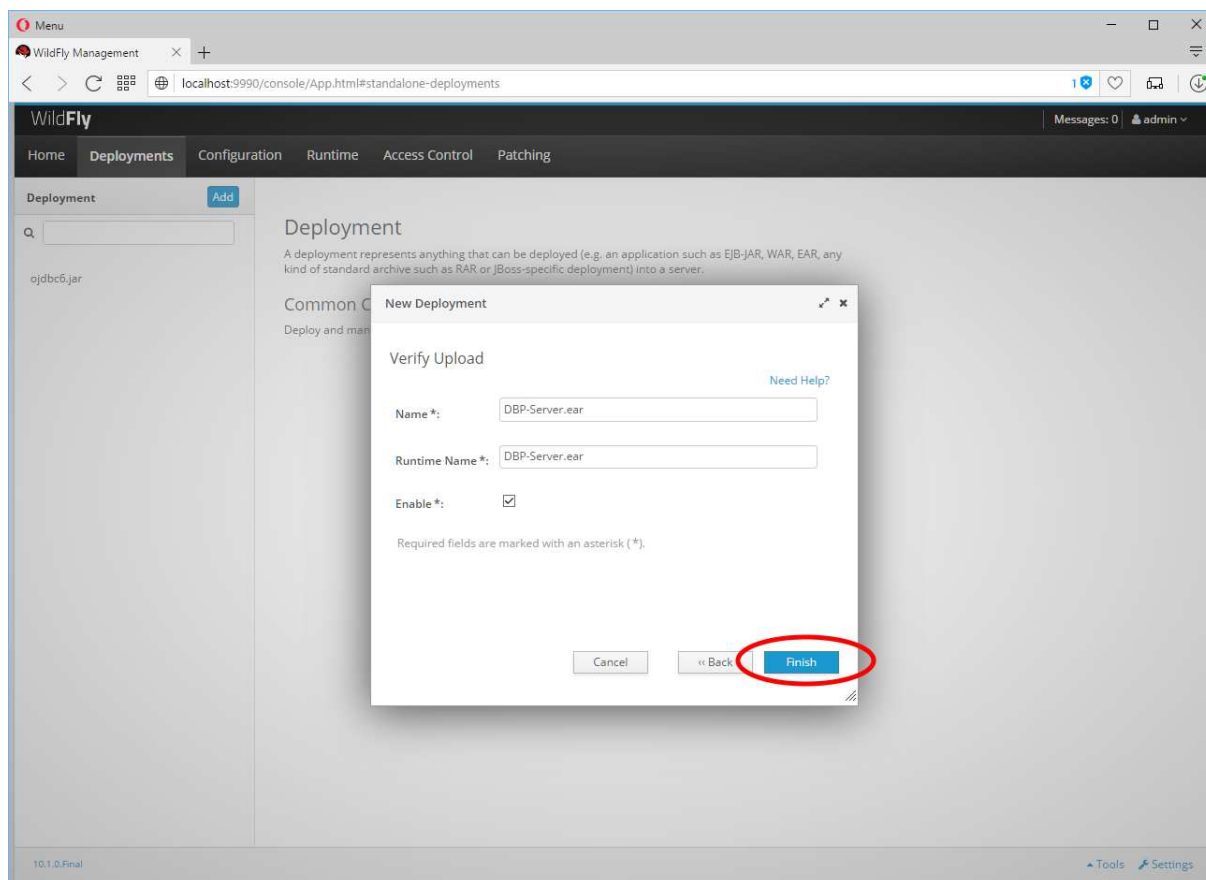 Menu
WildFly Management
localhost:9990/console/App.html#standalone-deployments
1
WildFly
Messages: 0 admin
Home Deployments Configuration Runtime Access Control Patching
Deployment Add
Deployment
A deployment represents anything that can be deployed (e.g. an application such as EJB-JAR, WAR, EAR, any
kind of standard archive such as RAR or JBoss-specific deployment) into a server.
ojdbc6.jar
Common C
Deploy and man
New Deployment
Verify Upload
Need Help?
Name *: DBP-Server.ear
Runtime Name *: DBP-Server.ear
Enable *:
Required fields are marked with an asterisk (*).
Cancel ‹‹ Back Finish
10.1.0.Final Tools Settings